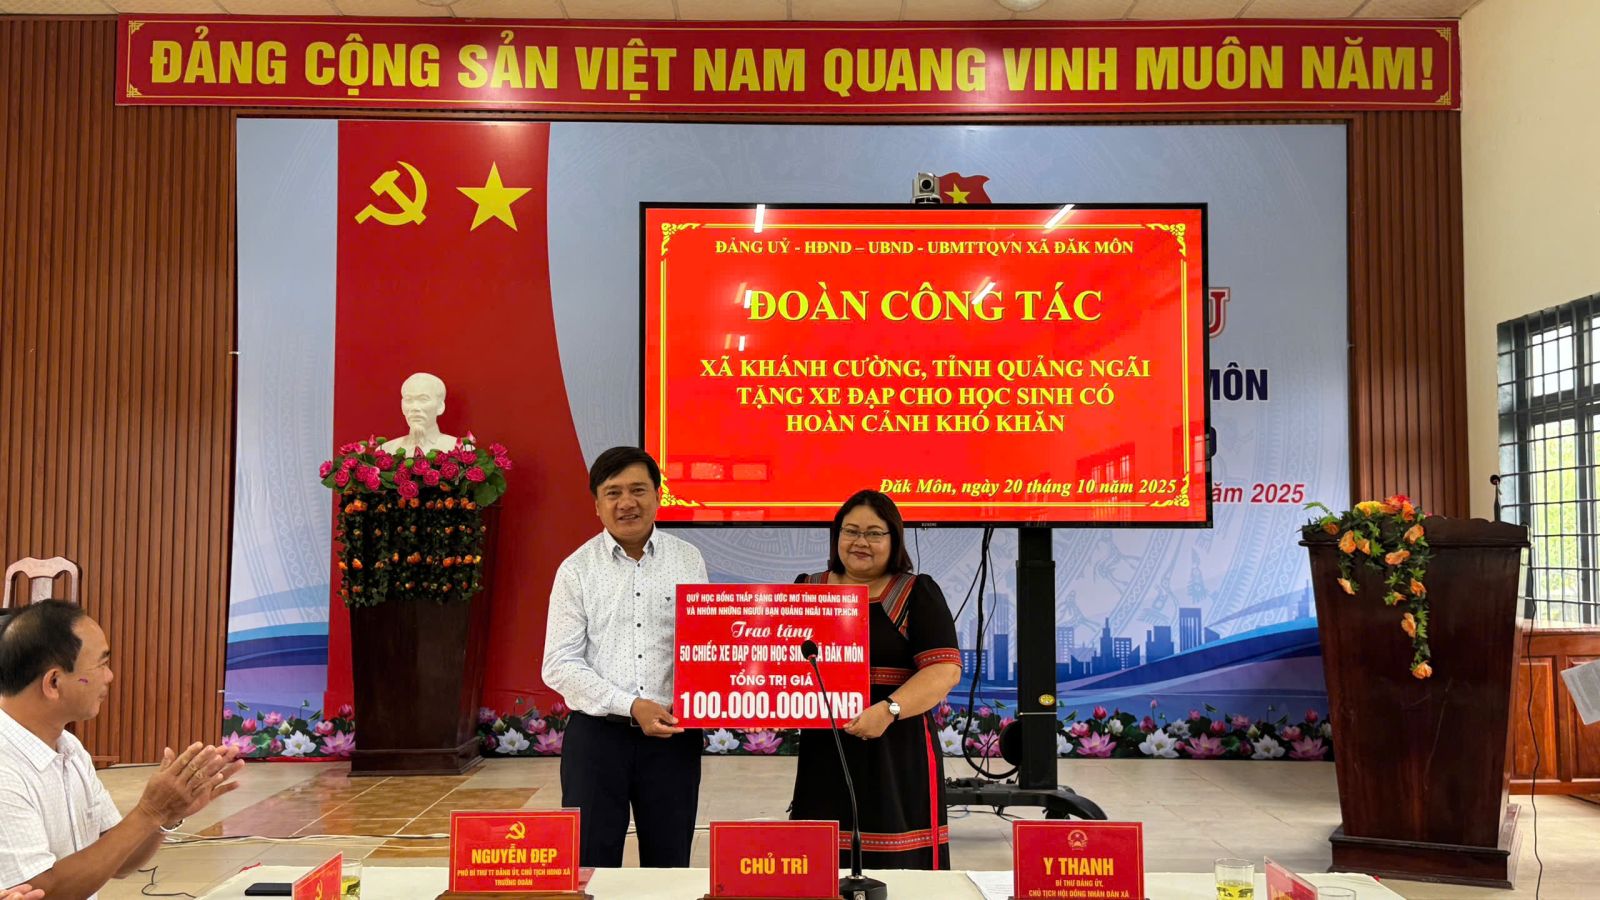 ĐẢNG CỘNG SẢN VIỆT NAM QUANG VINH MUÔN NĂM!
ĐẢNG UỶ - HĐND – UBND - UBMTTQVN XÃ ĐĂK MÔN
ĐOÀN CÔNG TÁC
XÃ KHÁNH CƯỜNG, TỈNH QUẢNG NGÃI
TẶNG XE ĐẠP CHO HỌC SINH CÓ
HOÀN CẢNH KHÓ KHĂN
Đăk Môn, ngày 20 tháng 10 năm 2025
MÔN
năm 2025
QUỸ HỌC BỔNG THẮP SÁNG ƯỚC MƠ TỈNH QUẢNG NGÃI
VÀ NHÓM NHỮNG NGƯỜI BẠN QUẢNG NGÃI TẠI TP.HCM
Trao tặng
50 CHIẾC XE ĐẠP CHO HỌC SINH XÃ ĐĂK MÔN
TỔNG TRỊ GIÁ
100.000.000VNĐ
NGUYỄN ĐẸP
PHÓ BÍ THƯ TT ĐẢNG ỦY, CHỦ TỊCH HĐND XÃ
TRƯỞNG ĐOÀN
CHỦ TRÌ
Y THANH
BÍ THƯ ĐẢNG ỦY,
CHỦ TỊCH HỘI ĐỒNG NHÂN DÂN XÃ